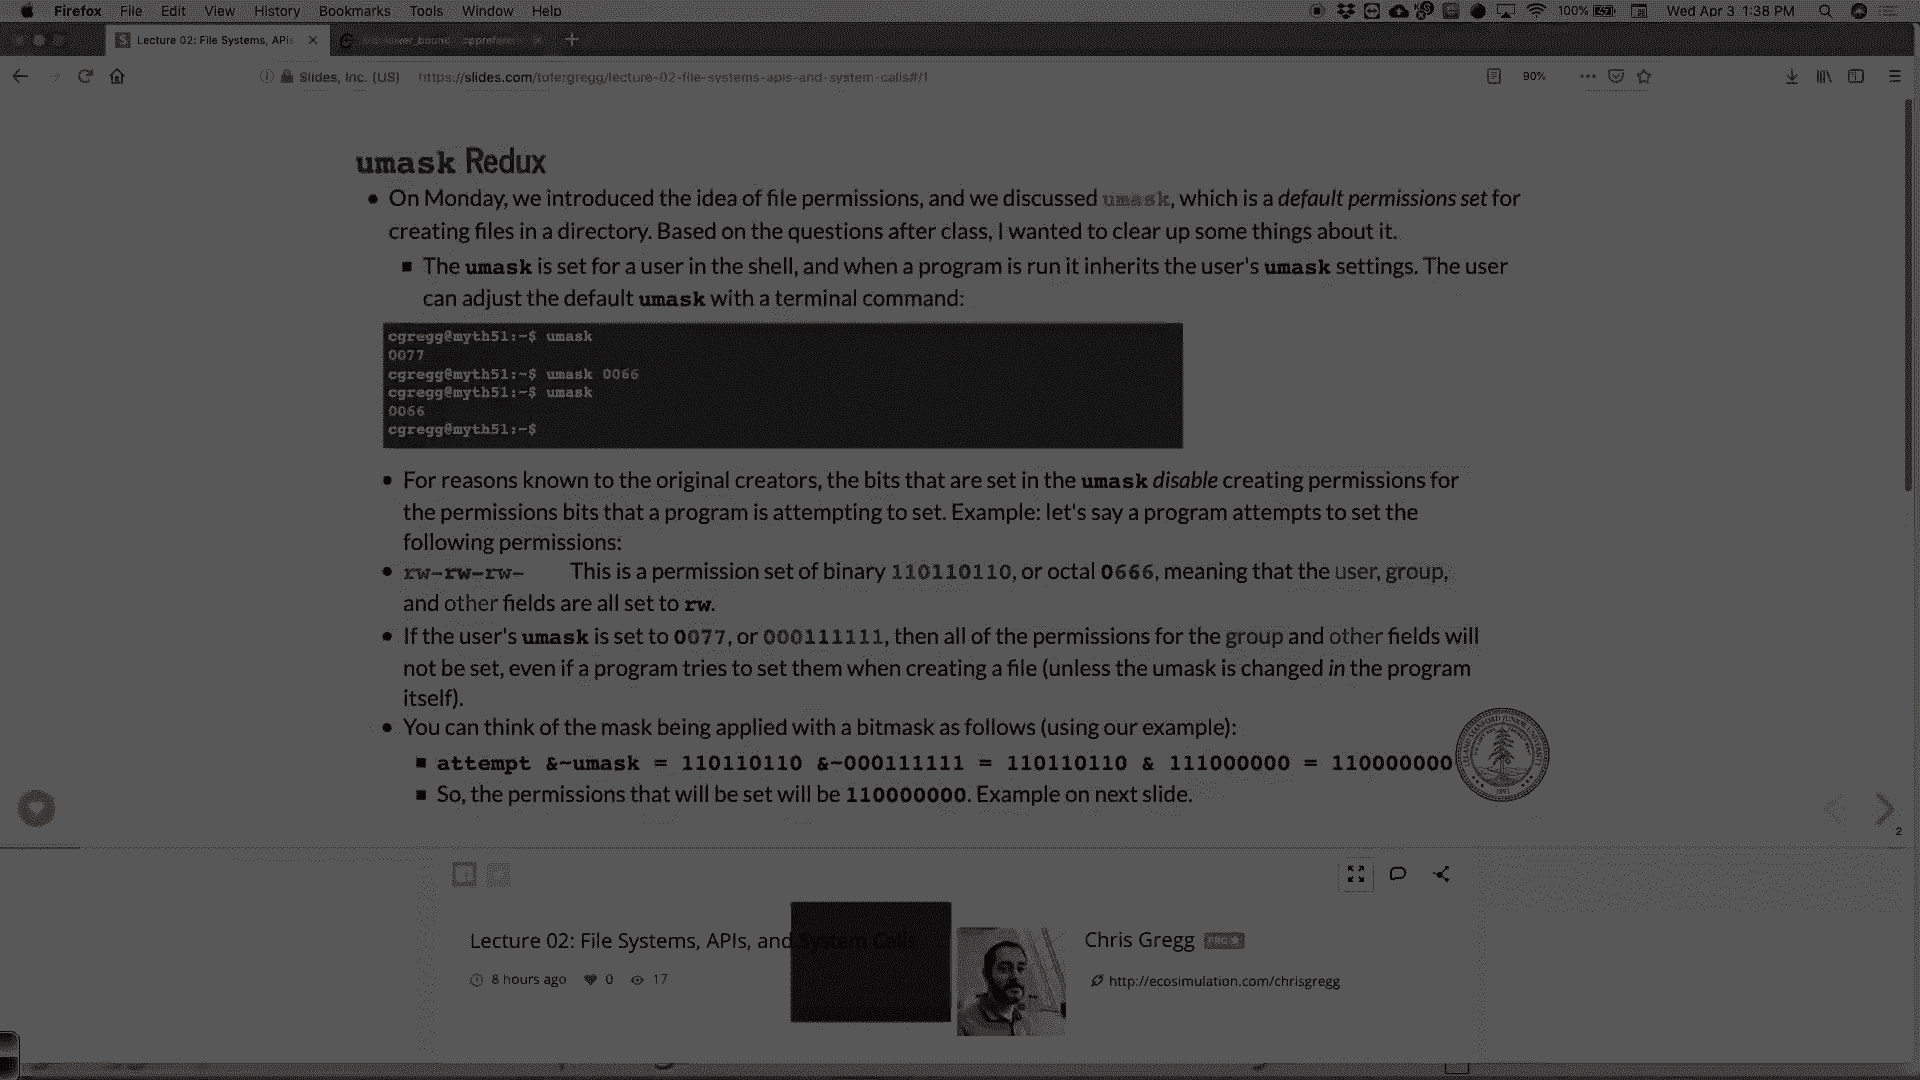 Firefox File Edit View History Bookmarks Tools Window Help 100% Wed Apr 3 1:38 PM
Lecture 02: File Systems, APIs
Slides, Inc. (US) https://slides.com/tofergregg/lecture-02-file-systems-apis-and-system-calls#/1 90%
umask Redux
On Monday, we introduced the idea of file permissions, and we discussed umask, which is a default permissions set for
creating files in a directory. Based on the questions after class, I wanted to clear up some things about it.
The umask is set for a user in the shell, and when a program is run it inherits the user's umask settings. The user
can adjust the default umask with a terminal command:
cgregg@myth51:~$ umask
0077
cgregg@myth51:~$ umask 0066
cgregg@myth51:~$ umask
0066
cgregg@myth51:~$
For reasons known to the original creators, the bits that are set in the umask disable creating permissions for
the permissions bits that a program is attempting to set. Example: let's say a program attempts to set the
following permissions:
rw-rw-rw- This is a permission set of binary 110110110, or octal 0666, meaning that the user, group,
and other fields are all set to rw.
If the user's umask is set to 0077, or 000111111, then all of the permissions for the group and other fields will
not be set, even if a program tries to set them when creating a file (unless the umask is changed in the program
itself).
You can think of the mask being applied with a bitmask as follows (using our example):
attempt &~umask = 110110110 &~000111111 = 110110110 & 111000000 = 110000000
So, the permissions that will be set will be 110000000. Example on next slide.
2
Lecture 02: File Systems, APIs, and System Calls
8 hours ago 0 17
Chris Gregg PRO
http://ecosimulation.com/chrisgregg